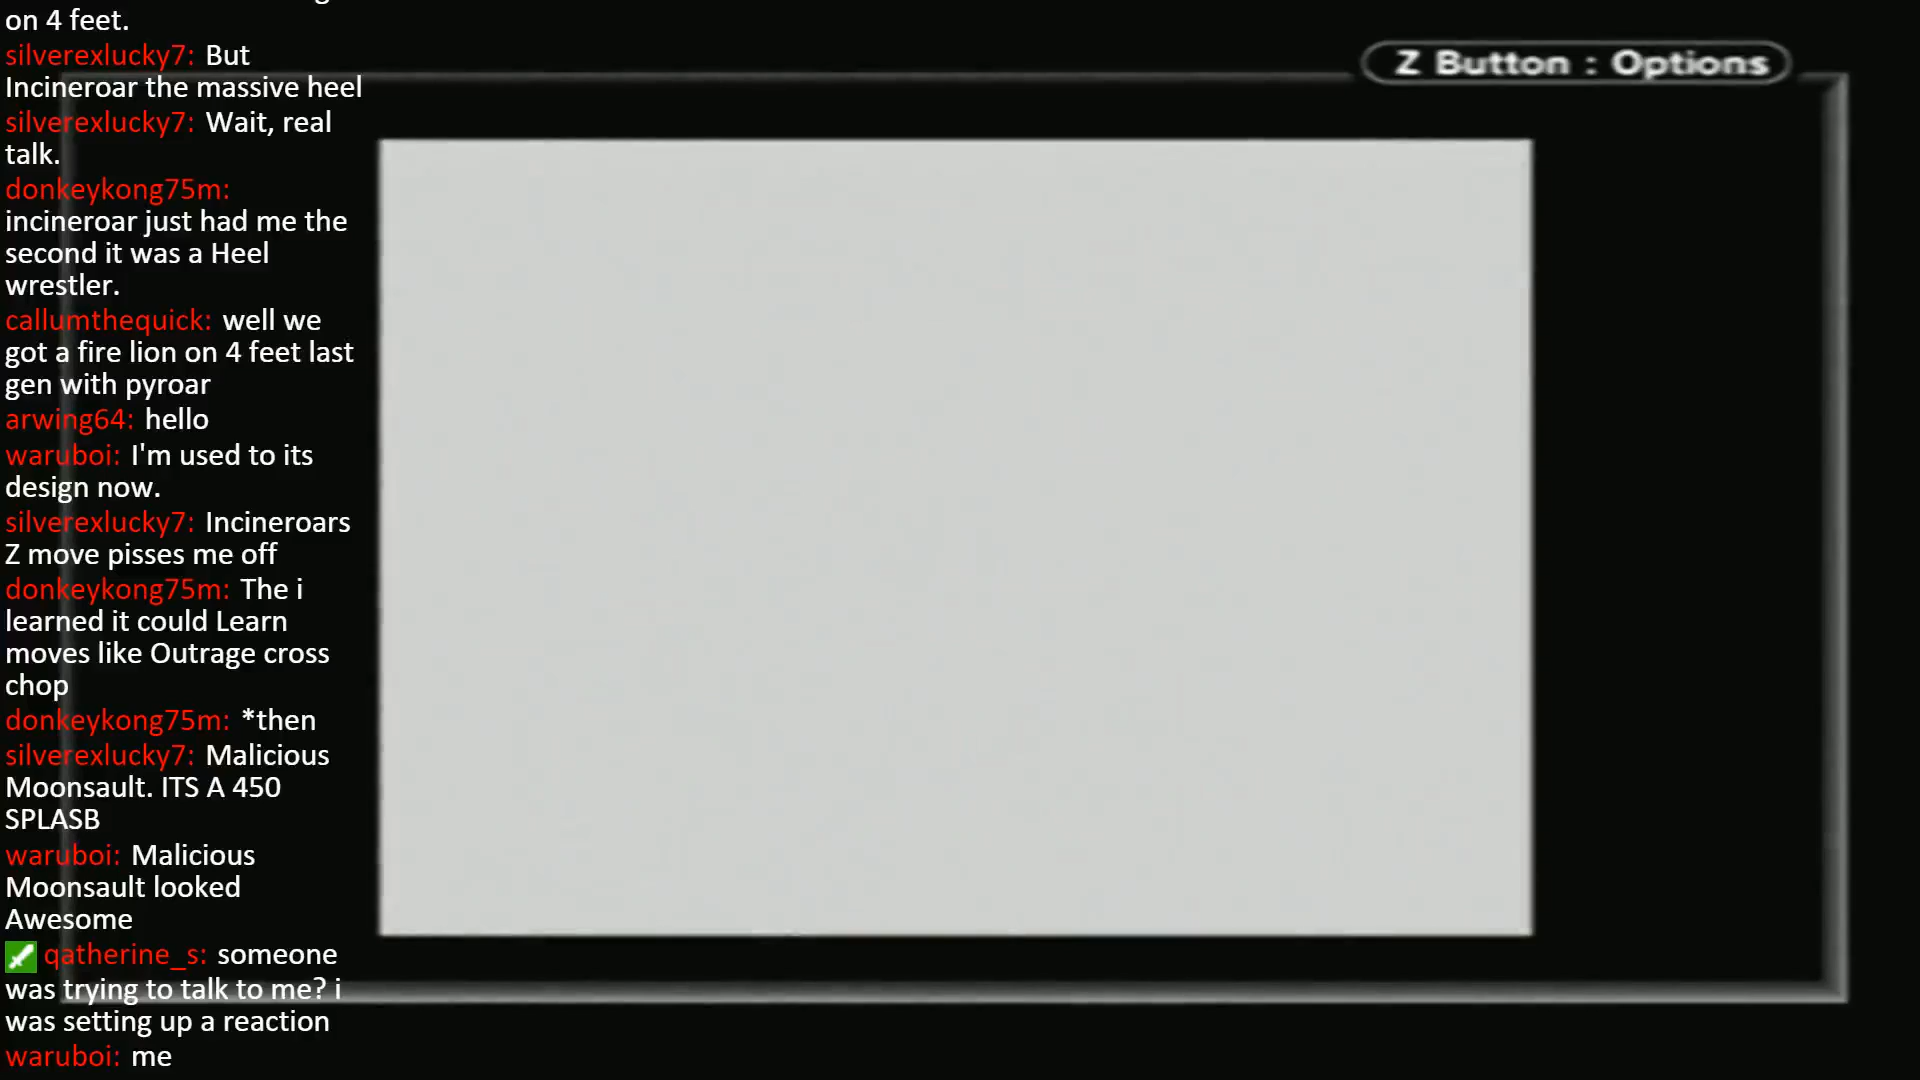 on 4 feet.
silverexlucky7: But
Incineroar the massive heel
silverexlucky7: Wait, real
talk.
donkeykong75m:
incineroar just had me the
second it was a Heel
wrestler.
callumthequick: well we
got a fire lion on 4 feet last
gen with pyroar
arwing64: hello
waruboi: I'm used to its
design now.
silverexlucky7: Incineroars
Z move pisses me off
donkeykong75m: The i
learned it could Learn
moves like Outrage cross
chop
donkeykong75m: *then
silverexlucky7: Malicious
Moonsault. ITS A 450
SPLASB
waruboi: Malicious
Moonsault looked
Awesome
qatherine_s: someone
was trying to talk to me? i
was setting up a reaction
waruboi: me
Z Button : Options